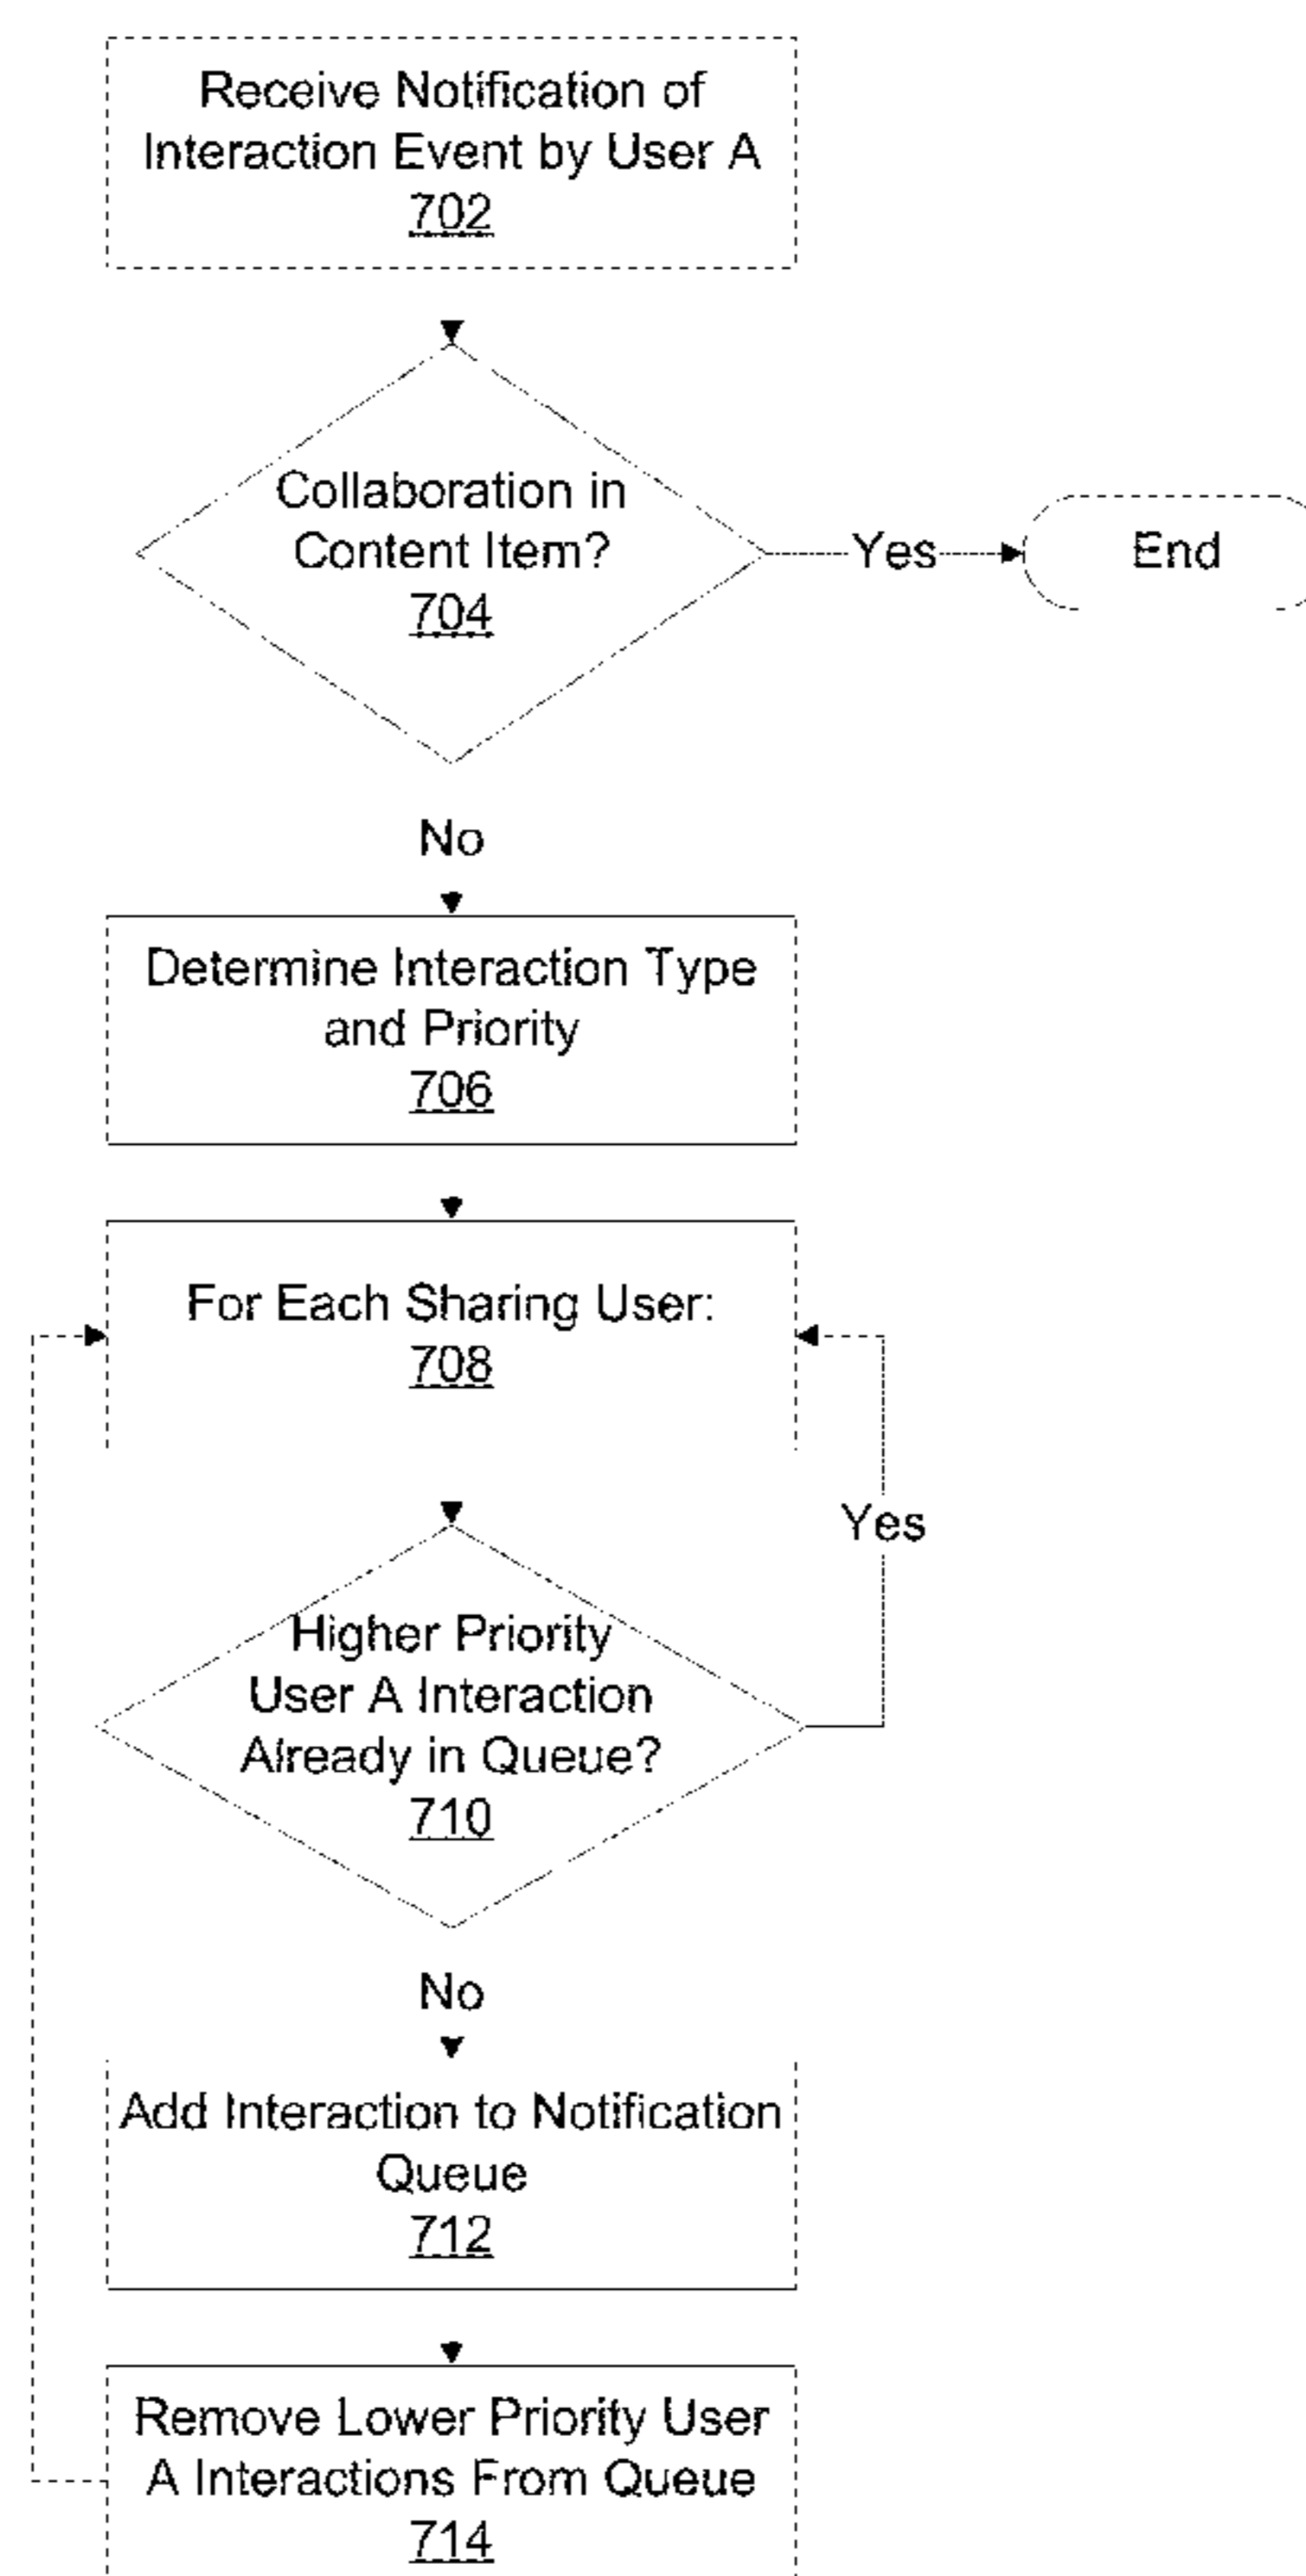 Receive Notification of
Interaction Event by User A
702
Collaboration in
Content Item?
704
Yes
End
No
Determine Interaction Type
and Priority
706
For Each Sharing User:
708
Yes
Higher Priority
User A Interaction
Already in Queue?
710
No
Add Interaction to Notification
Queue
712
Remove Lower Priority User
A Interactions From Queue
714